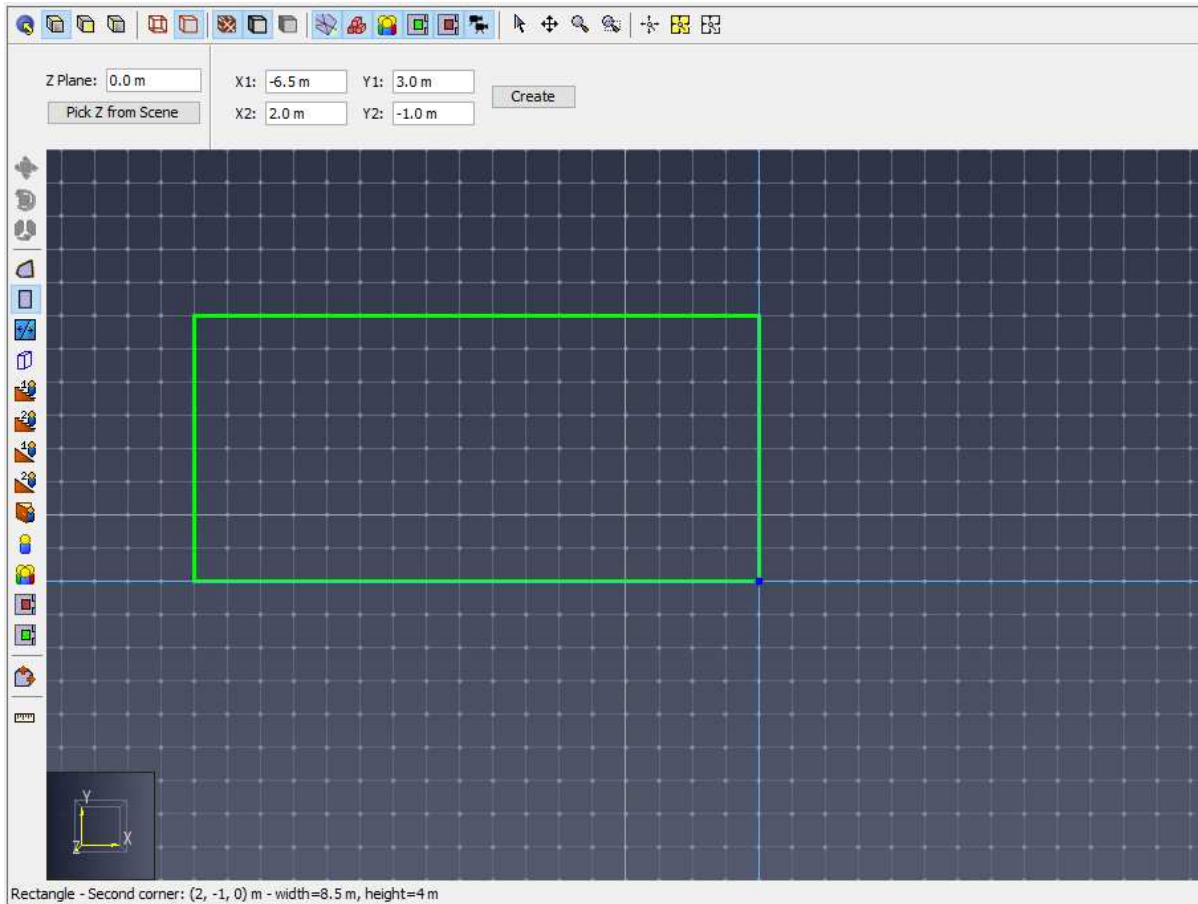 Z Plane: 0.0 m
X1: -6.5 m Y1: 3.0 m
Create
Pick Z from Scene
X2: 2.0 m Y2: -1.0 m
Y
Z X
Rectangle - Second corner: (2, -1, 0) m - width=8.5 m, height=4 m